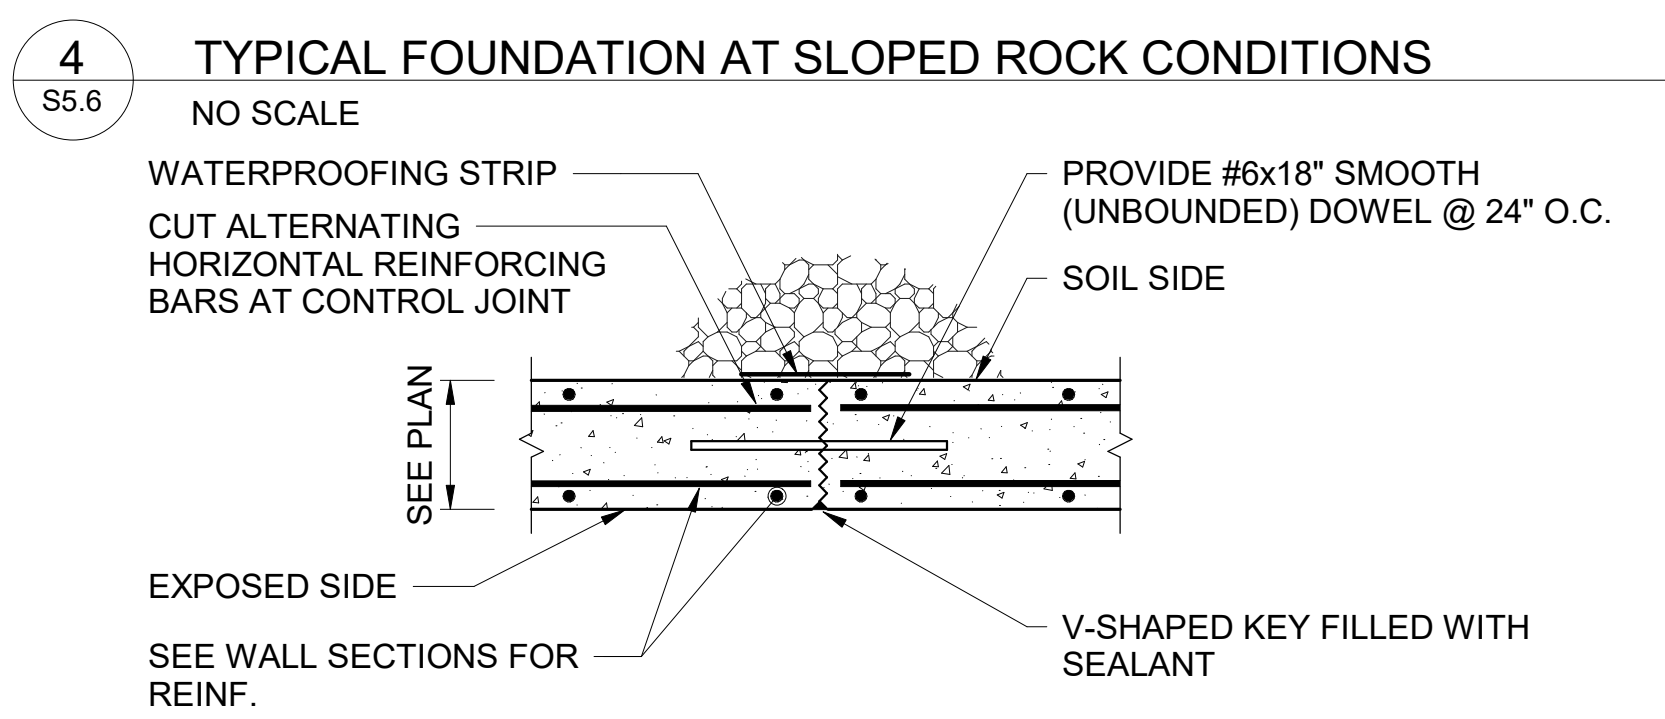 4
S5.6
TYPICAL FOUNDATION AT SLOPED ROCK CONDITIONS
NO SCALE
WATERPROOFING STRIP
CUT ALTERNATING
HORIZONTAL REINFORCING
BARS AT CONTROL JOINT
PROVIDE #6x18" SMOOTH
(UNBOUNDED) DOWEL @ 24" O.C.
SOIL SIDE
SEE PLAN
EXPOSED SIDE
SEE WALL SECTIONS FOR
REINF.
V-SHAPED KEY FILLED WITH
SEALANT